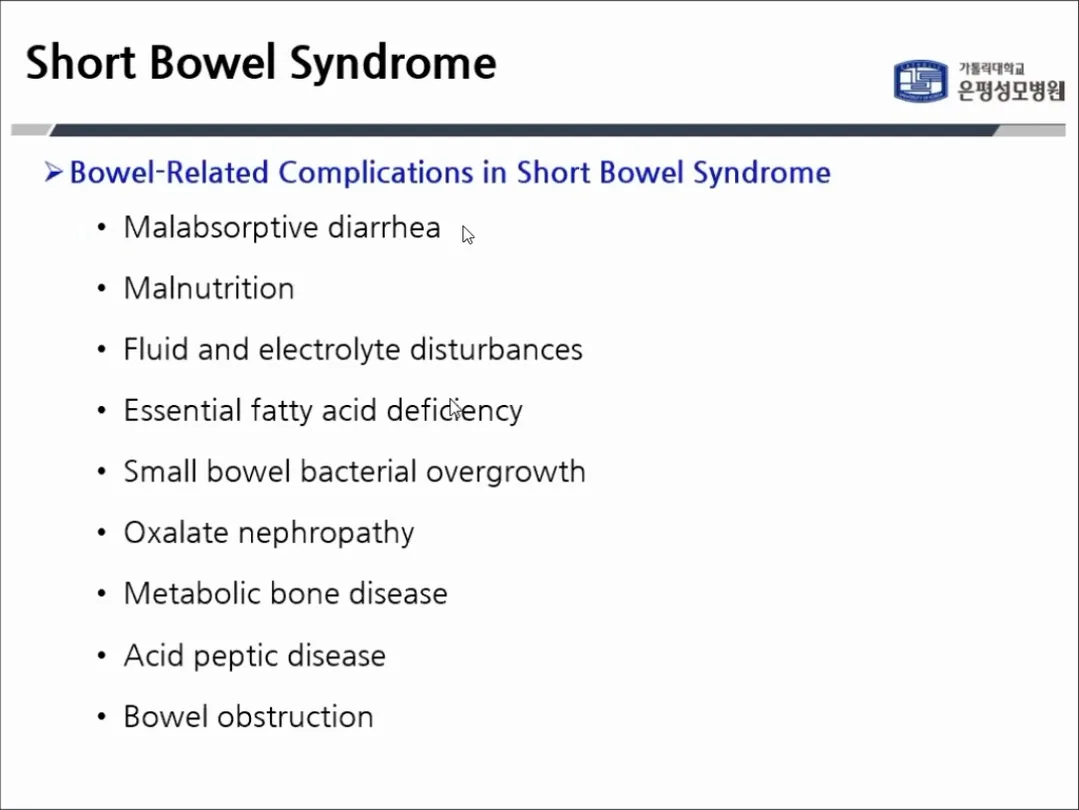 Short Bowel Syndrome
가톨릭대학교
은평성모병원
➢ Bowel-Related Complications in Short Bowel Syndrome
• Malabsorptive diarrhea
• Malnutrition
• Fluid and electrolyte disturbances
• Essential fatty acid deficiency
• Small bowel bacterial overgrowth
• Oxalate nephropathy
• Metabolic bone disease
• Acid peptic disease
• Bowel obstruction